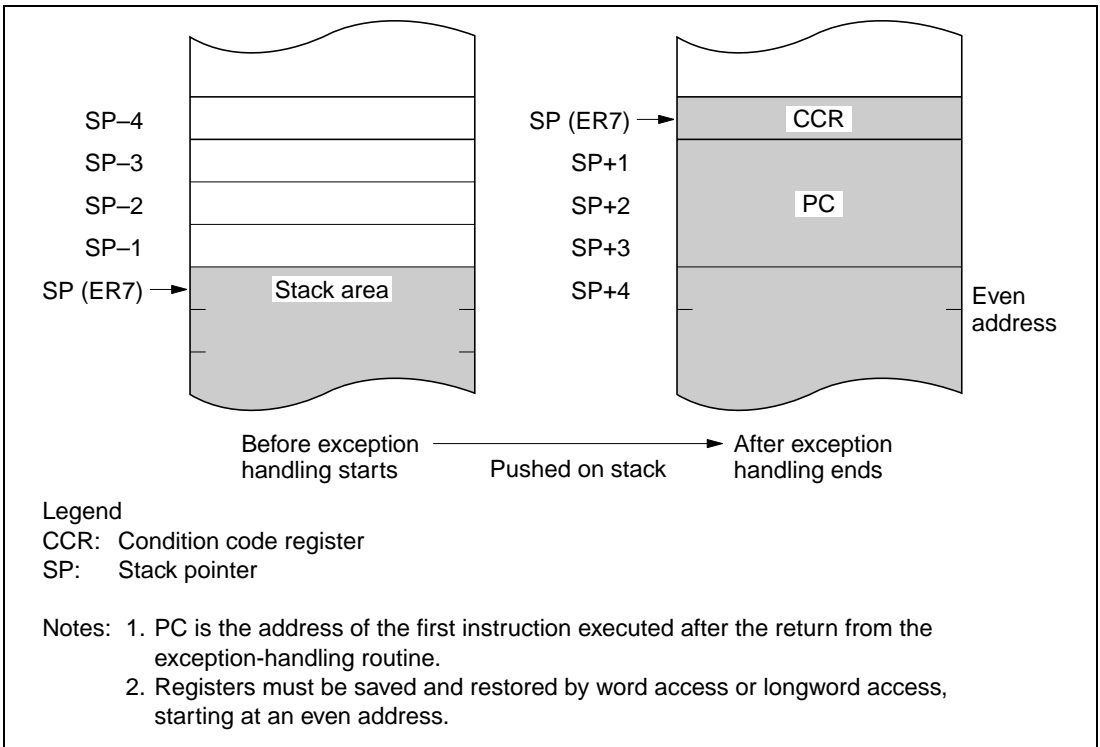 SP–4
SP–3
SP–2
SP–1
SP (ER7)
Stack area
SP (ER7)
SP+1
SP+2
SP+3
SP+4
CCR
PC
Even
address
Before exception
handling starts
Pushed on stack
After exception
handling ends
Legend
CCR: Condition code register
SP: Stack pointer
Notes: 1. PC is the address of the first instruction executed after the return from the
exception-handling routine.
2. Registers must be saved and restored by word access or longword access,
starting at an even address.